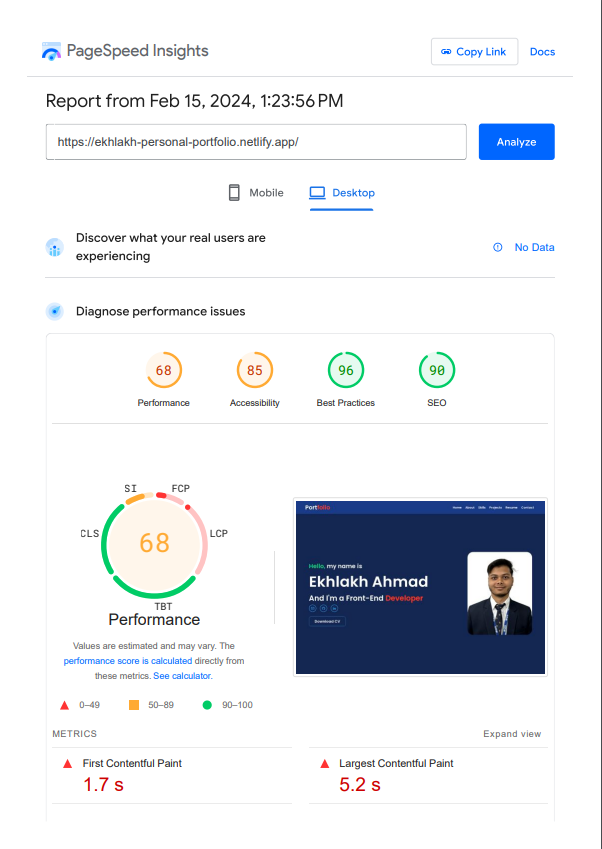 PageSpeed Insights
Copy Link
Docs
Report from Feb 15, 2024, 1:23:56 PM
https://ekhlakh-personal-portfolio.netlify.app/
Analyze
Mobile
Desktop
Discover what your real users are
experiencing
No Data
Diagnose performance issues
68
85
96
90
Performance
Accessibility
Best Practices
SEO
SI
FCP
CLS
LCP
68
TBT
Performance
Values are estimated and may vary. The
performance score is calculated directly from
these metrics. See calculator.
0–49
50–89
90–100
Portfolio
Home About Skills Projects Resume Contact
Hello, my name is
Ekhlakh Ahmad
And I'm a Front-End Developer
Download CV
METRICS
Expand view
First Contentful Paint
1.7 s
Largest Contentful Paint
5.2 s